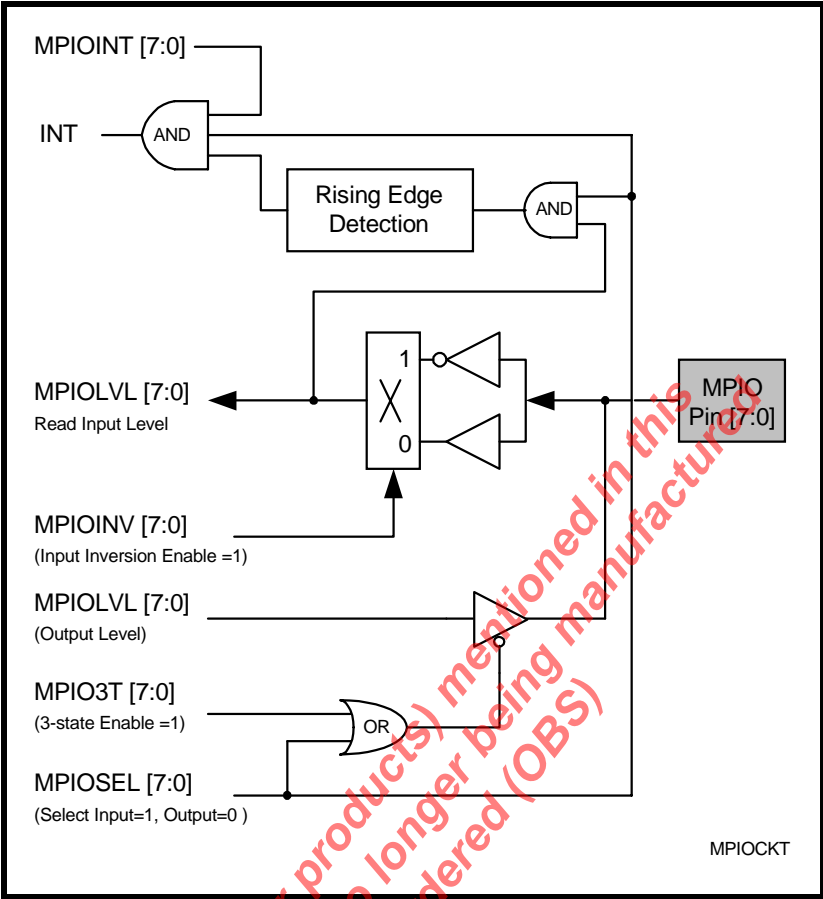 MPIOINT [7:0]
INT
AND
Rising Edge
Detection
AND
1
0
MPIOLVL [7:0]
Read Input Level
MPIO
Pin [7:0]
MPIOINV [7:0]
(Input Inversion Enable =1)
MPIOLVL [7:0]
(Output Level)
MPIO3T [7:0]
(3-state Enable =1)
OR
MPIOSEL [7:0]
(Select Input=1, Output=0 )
MPIOCKT
products) mentioned in this
longer being manufactured
(OBS)